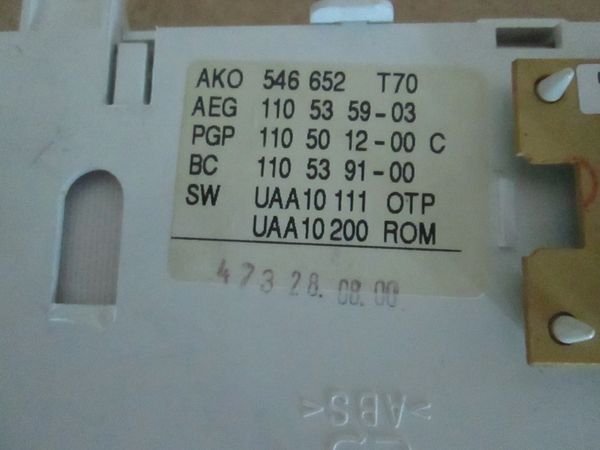 AKO 546 652 T70
AEG 110 53 59-03
PGP 110 50 12-00 C
BC 110 53 91-00
SW UAA10 111 OTP
UAA10 200 ROM
473 28. 08. 00
>ABS<